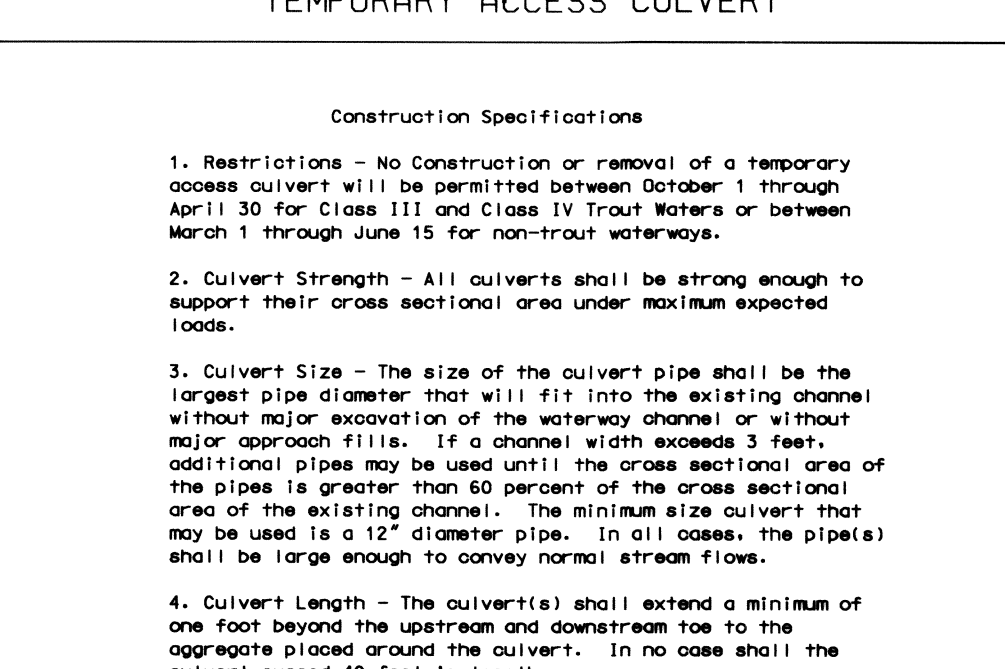 TEMPORARY ACCESS CULVERT
Construction Specifications
1. Restrictions - No Construction or removal of a temporary
access culvert will be permitted between October 1 through
April 30 for Class III and Class IV Trout Waters or between
March 1 through June 15 for non-trout waterways.
2. Culvert Strength - All culverts shall be strong enough to
support their cross sectional area under maximum expected
loads.
3. Culvert Size - The size of the culvert pipe shall be the
largest pipe diameter that will fit into the existing channel
without major excavation of the waterway channel or without
major approach fills.  If a channel width exceeds 3 feet,
additional pipes may be used until the cross sectional area of
the pipes is greater than 60 percent of the cross sectional
area of the existing channel.  The minimum size culvert that
may be used is a 12" diameter pipe.  In all cases, the pipe(s)
shall be large enough to convey normal stream flows.
4. Culvert Length - The culvert(s) shall extend a minimum of
one foot beyond the upstream and downstream toe to the
aggregate placed around the culvert.  In no case shall the